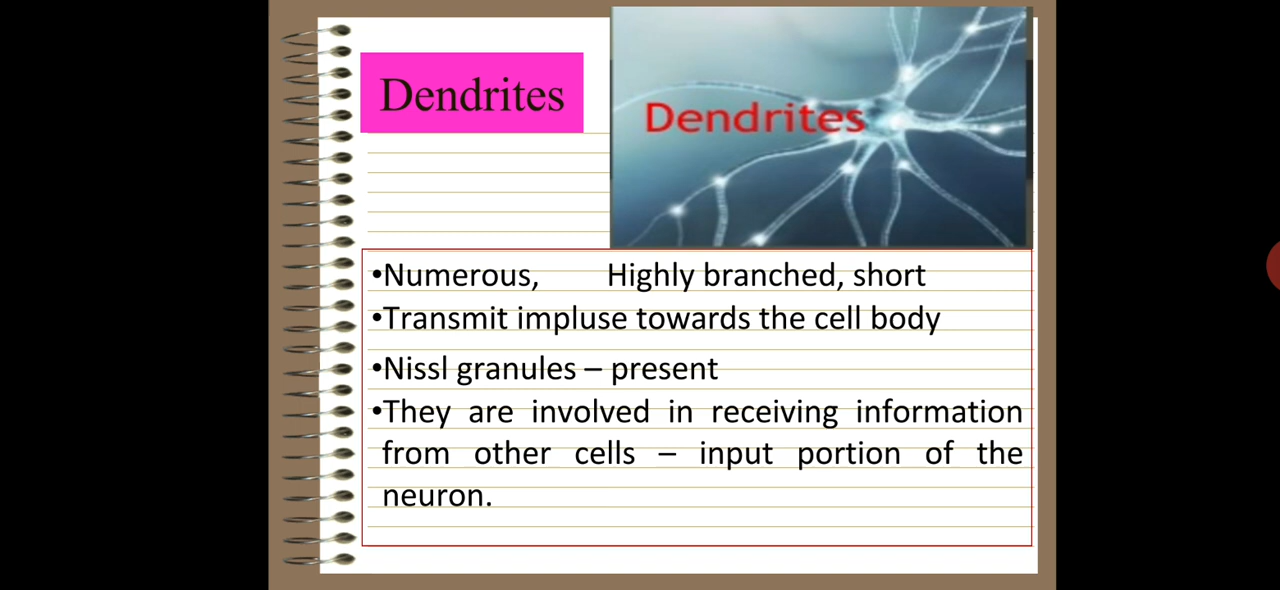 Dendrites
Dendrites
•Numerous, Highly branched, short
•Transmit impluse towards the cell body
•Nissl granules – present
•They are involved in receiving information
from other cells – input portion of the
neuron.